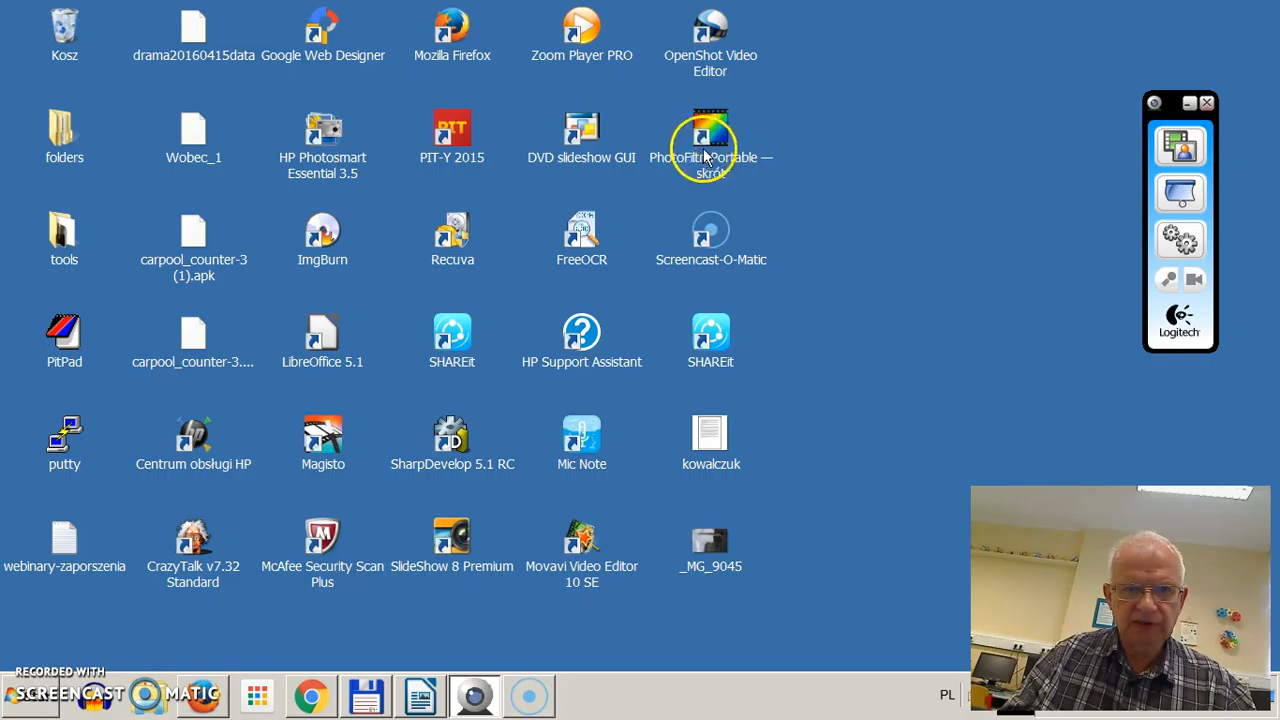 Kosz
drama20160415data
Google Web Designer
Mozilla Firefox
Zoom Player PRO
OpenShot Video
Editor
folders
Wobec_1
HP Photosmart
Essential 3.5
PIT
PIT-Y 2015
DVD slideshow GUI
PhotoFiltrePortable —
skrót
tools
carpool_counter-3
(1).apk
ImgBurn
Recuva
FreeOCR
Screencast-O-Matic
PitPad
carpool_counter-3....
LibreOffice 5.1
SHAREit
HP Support Assistant
SHAREit
Logitech
putty
Centrum obsługi HP
Magisto
SharpDevelop 5.1 RC
Mic Note
kowalczuk
webinary-zaporszenia
CrazyTalk v7.32
Standard
McAfee Security Scan
Plus
SlideShow 8 Premium
Movavi Video Editor
10 SE
_MG_9045
RECORDED WITH
SCREENCAST MATIC
PL